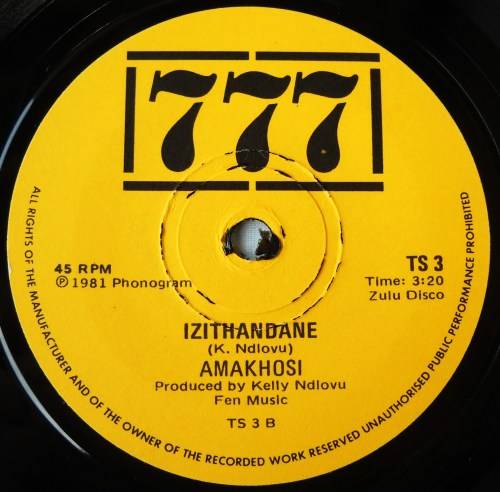 777
45 RPM
℗ 1981 Phonogram
TS 3
Time: 3:20
Zulu Disco
IZITHANDANE
(K. Ndlovu)
AMAKHOSI
Produced by Kelly Ndlovu
Fen Music
TS 3 B
ALL RIGHTS OF THE MANUFACTURER AND OF THE OWNER OF THE RECORDED WORK RESERVED UNAUTHORISED PUBLIC PERFORMANCE PROHIBITED